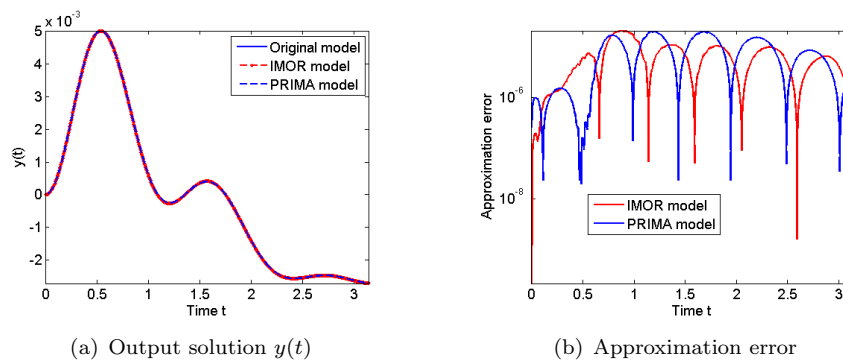 x 10⁻³
5
4
3
2
1
0
-1
-2
y(t)
0
0.5
1
1.5
2
2.5
3
Time t
Original model
IMOR model
PRIMA model
(a) Output solution y(t)
10⁻⁶
10⁻⁸
Approximation error
0
0.5
1
1.5
2
2.5
3
Time t
IMOR model
PRIMA model
(b) Approximation error